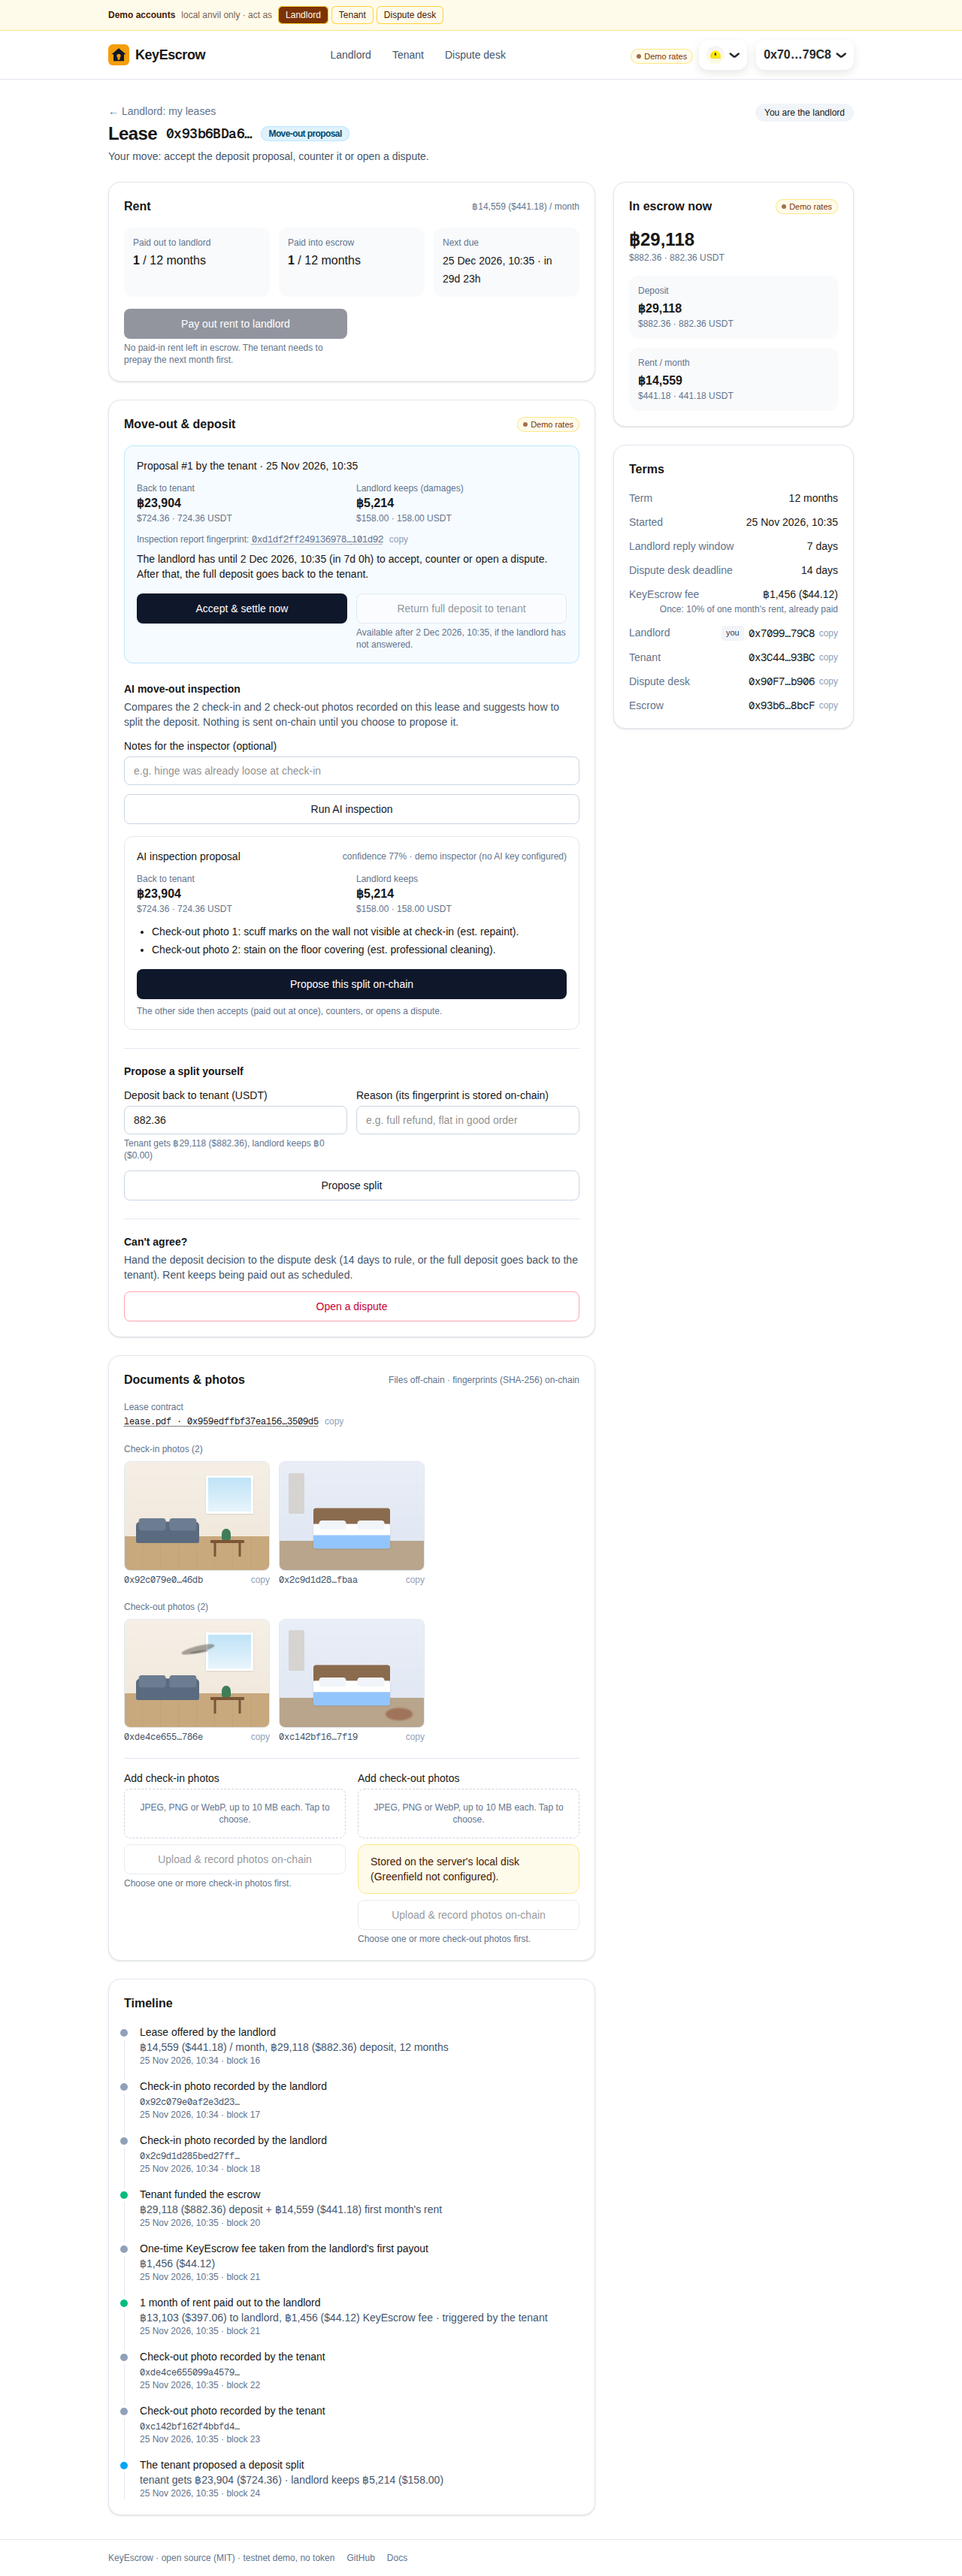 Demo accounts local anvil only · act as Landlord Tenant Dispute desk
KeyEscrow Landlord Tenant Dispute desk Demo rates 0x70…79C8
← Landlord: my leases You are the landlord
Lease 0x93b6BDa6… Move-out proposal
Your move: accept the deposit proposal, counter it or open a dispute.
Rent ฿14,559 ($441.18) / month
Paid out to landlord
1 / 12 months
Paid into escrow
1 / 12 months
Next due
25 Dec 2026, 10:35 · in
29d 23h
Pay out rent to landlord
No paid-in rent left in escrow. The tenant needs to
prepay the next month first.
Move-out & deposit Demo rates
Proposal #1 by the tenant · 25 Nov 2026, 10:35
Back to tenant
฿23,904
$724.36 · 724.36 USDT
Landlord keeps (damages)
฿5,214
$158.00 · 158.00 USDT
Inspection report fingerprint: 0xd1df2ff249136978…101d92 copy
The landlord has until 2 Dec 2026, 10:35 (in 7d 0h) to accept, counter or open a dispute.
After that, the full deposit goes back to the tenant.
Accept & settle now
Return full deposit to tenant
Available after 2 Dec 2026, 10:35, if the landlord has
not answered.
AI move-out inspection
Compares the 2 check-in and 2 check-out photos recorded on this lease and suggests how to
split the deposit. Nothing is sent on-chain until you choose to propose it.
Notes for the inspector (optional)
e.g. hinge was already loose at check-in
Run AI inspection
AI inspection proposal confidence 77% · demo inspector (no AI key configured)
Back to tenant
฿23,904
$724.36 · 724.36 USDT
Landlord keeps
฿5,214
$158.00 · 158.00 USDT
• Check-out photo 1: scuff marks on the wall not visible at check-in (est. repaint).
• Check-out photo 2: stain on the floor covering (est. professional cleaning).
Propose this split on-chain
The other side then accepts (paid out at once), counters, or opens a dispute.
Propose a split yourself
Deposit back to tenant (USDT)
882.36
Tenant gets ฿29,118 ($882.36), landlord keeps ฿0
($0.00)
Reason (its fingerprint is stored on-chain)
e.g. full refund, flat in good order
Propose split
Can't agree?
Hand the deposit decision to the dispute desk (14 days to rule, or the full deposit goes back to the
tenant). Rent keeps being paid out as scheduled.
Open a dispute
Documents & photos Files off-chain · fingerprints (SHA-256) on-chain
Lease contract
lease.pdf · 0x959edffbf37ea156…3509d5 copy
Check-in photos (2)
0x92c079e0…46db copy 0x2c9d1d28…fbaa copy
Check-out photos (2)
0xde4ce655…786e copy 0xc142bf16…7f19 copy
Add check-in photos
JPEG, PNG or WebP, up to 10 MB each. Tap to
choose.
Upload & record photos on-chain
Choose one or more check-in photos first.
Add check-out photos
JPEG, PNG or WebP, up to 10 MB each. Tap to
choose.
Stored on the server's local disk
(Greenfield not configured).
Upload & record photos on-chain
Choose one or more check-out photos first.
Timeline
Lease offered by the landlord
฿14,559 ($441.18) / month, ฿29,118 ($882.36) deposit, 12 months
25 Nov 2026, 10:34 · block 16
Check-in photo recorded by the landlord
0x92c079e0af2e3d23…
25 Nov 2026, 10:34 · block 17
Check-in photo recorded by the landlord
0x2c9d1d285bed27ff…
25 Nov 2026, 10:34 · block 18
Tenant funded the escrow
฿29,118 ($882.36) deposit + ฿14,559 ($441.18) first month's rent
25 Nov 2026, 10:35 · block 20
One-time KeyEscrow fee taken from the landlord's first payout
฿1,456 ($44.12)
25 Nov 2026, 10:35 · block 21
1 month of rent paid out to the landlord
฿13,103 ($397.06) to landlord, ฿1,456 ($44.12) KeyEscrow fee · triggered by the tenant
25 Nov 2026, 10:35 · block 21
Check-out photo recorded by the tenant
0xde4ce655099a4579…
25 Nov 2026, 10:35 · block 22
Check-out photo recorded by the tenant
0xc142bf162f4bbfd4…
25 Nov 2026, 10:35 · block 23
The tenant proposed a deposit split
tenant gets ฿23,904 ($724.36) · landlord keeps ฿5,214 ($158.00)
25 Nov 2026, 10:35 · block 24
In escrow now Demo rates
฿29,118
$882.36 · 882.36 USDT
Deposit
฿29,118
$882.36 · 882.36 USDT
Rent / month
฿14,559
$441.18 · 441.18 USDT
Terms
Term 12 months
Started 25 Nov 2026, 10:35
Landlord reply window 7 days
Dispute desk deadline 14 days
KeyEscrow fee ฿1,456 ($44.12)
Once: 10% of one month's rent, already paid
Landlord you 0x7099…79C8 copy
Tenant 0x3C44…93BC copy
Dispute desk 0x90F7…b906 copy
Escrow 0x93b6…8bcF copy
KeyEscrow · open source (MIT) · testnet demo, no token GitHub Docs